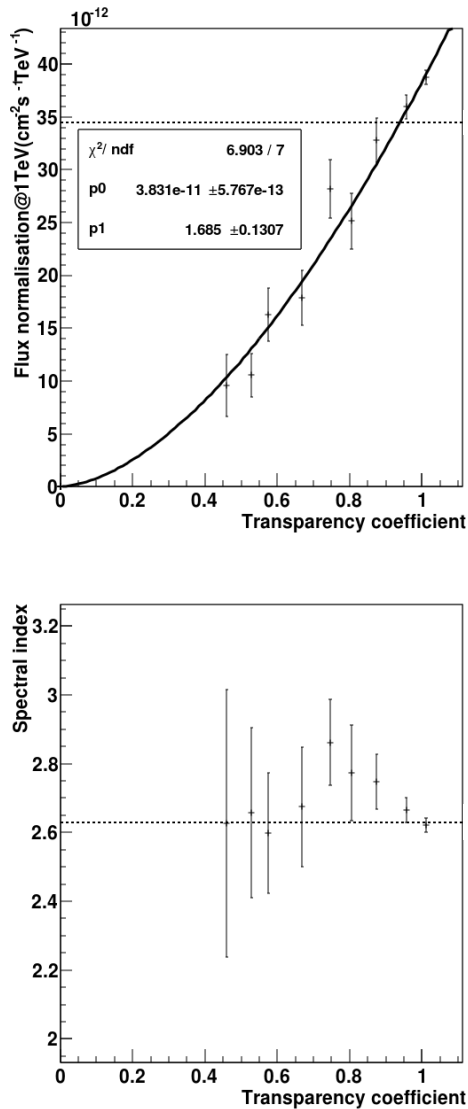 10-12
Flux normalisation@1TeV(cm-2s-1TeV-1)
40
35
χ2/ ndf 6.903 / 7
p0 3.831e-11 ±5.767e-13
p1 1.685 ±0.1307
30
25
20
15
10
5
0
0 0.2 0.4 0.6 0.8 1
Transparency coefficient
Spectral index
3.2
3
2.8
2.6
2.4
2.2
2
0 0.2 0.4 0.6 0.8 1
Transparency coefficient